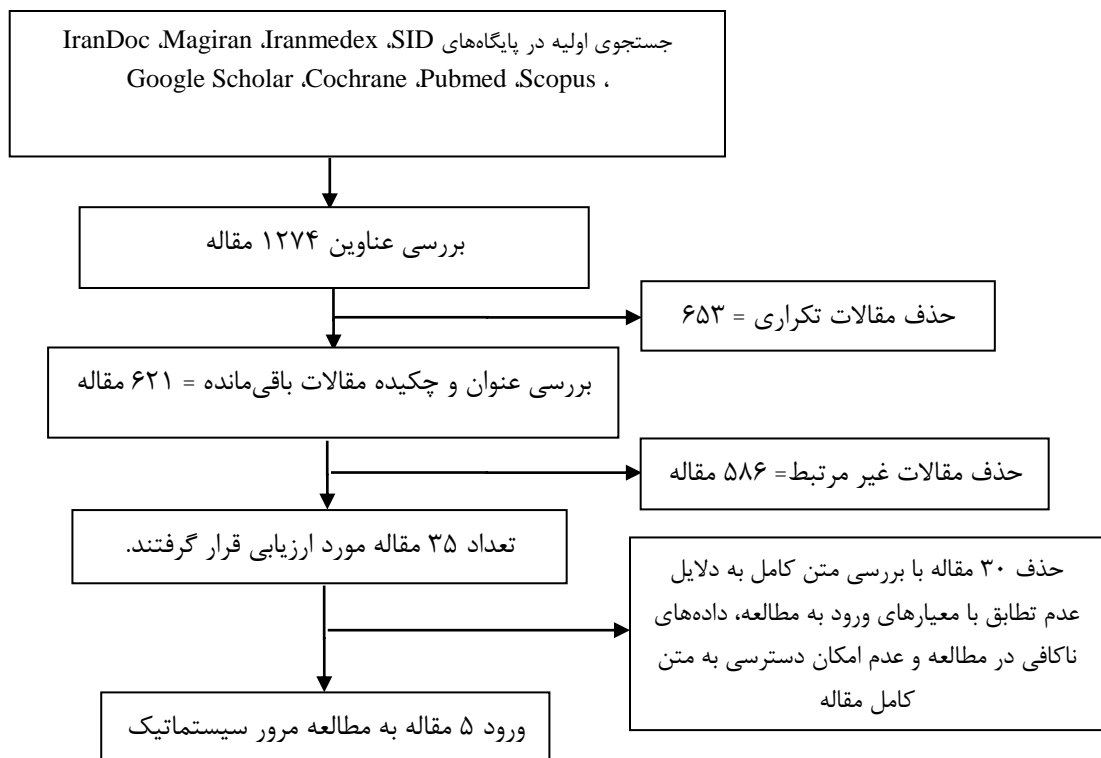 جستجوی اولیه در پایگاه‌های IranDoc ،Magiran ،Iranmedex ،SID
Google Scholar ،Cochrane ،Pubmed ،Scopus ،
بررسی عناوین ۱۲۷۴ مقاله
حذف مقالات تکراری = ۶۵۳
بررسی عنوان و چکیده مقالات باقی‌مانده = ۶۲۱ مقاله
حذف مقالات غیر مرتبط= ۵۸۶ مقاله
تعداد ۳۵ مقاله مورد ارزیابی قرار گرفتند.
حذف ۳۰ مقاله با بررسی متن کامل به دلایل
عدم تطابق با معیارهای ورود به مطالعه، داده‌های
ناکافی در مطالعه و عدم امکان دسترسی به متن
کامل مقاله
ورود ۵ مقاله به مطالعه مرور سیستماتیک